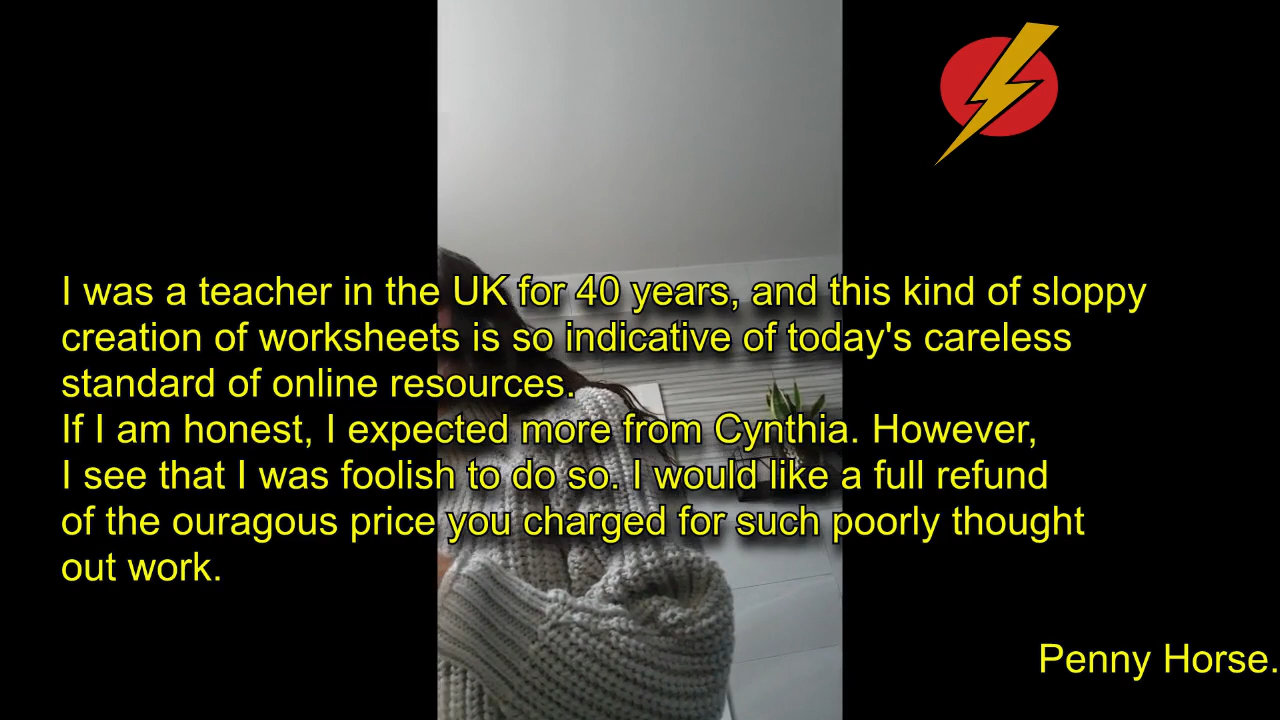 I was a teacher in the UK for 40 years, and this kind of sloppy
creation of worksheets is so indicative of today's careless
standard of online resources.
If I am honest, I expected more from Cynthia. However,
I see that I was foolish to do so. I would like a full refund
of the ouragous price you charged for such poorly thought
out work.
Penny Horse.